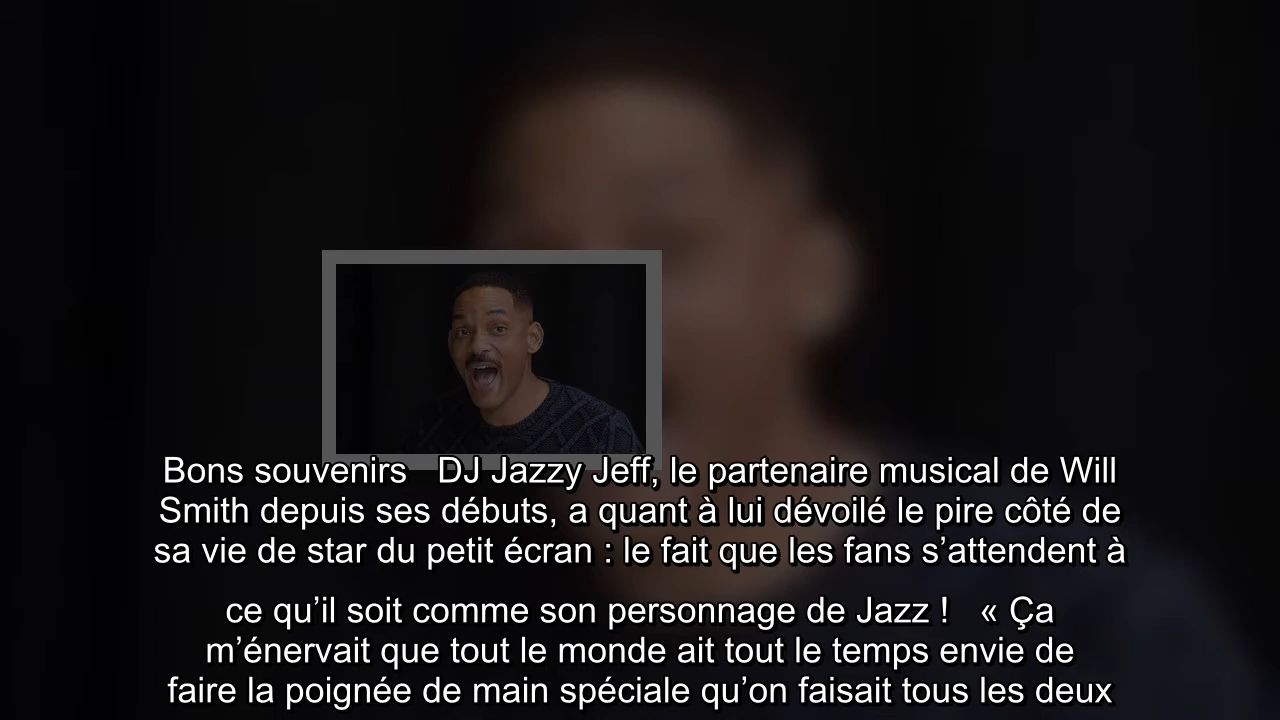 Bons souvenirs   DJ Jazzy Jeff, le partenaire musical de Will
Smith depuis ses débuts, a quant à lui dévoilé le pire côté de
sa vie de star du petit écran : le fait que les fans s’attendent à
ce qu’il soit comme son personnage de Jazz !   « Ça
m’énervait que tout le monde ait tout le temps envie de
faire la poignée de main spéciale qu’on faisait tous les deux